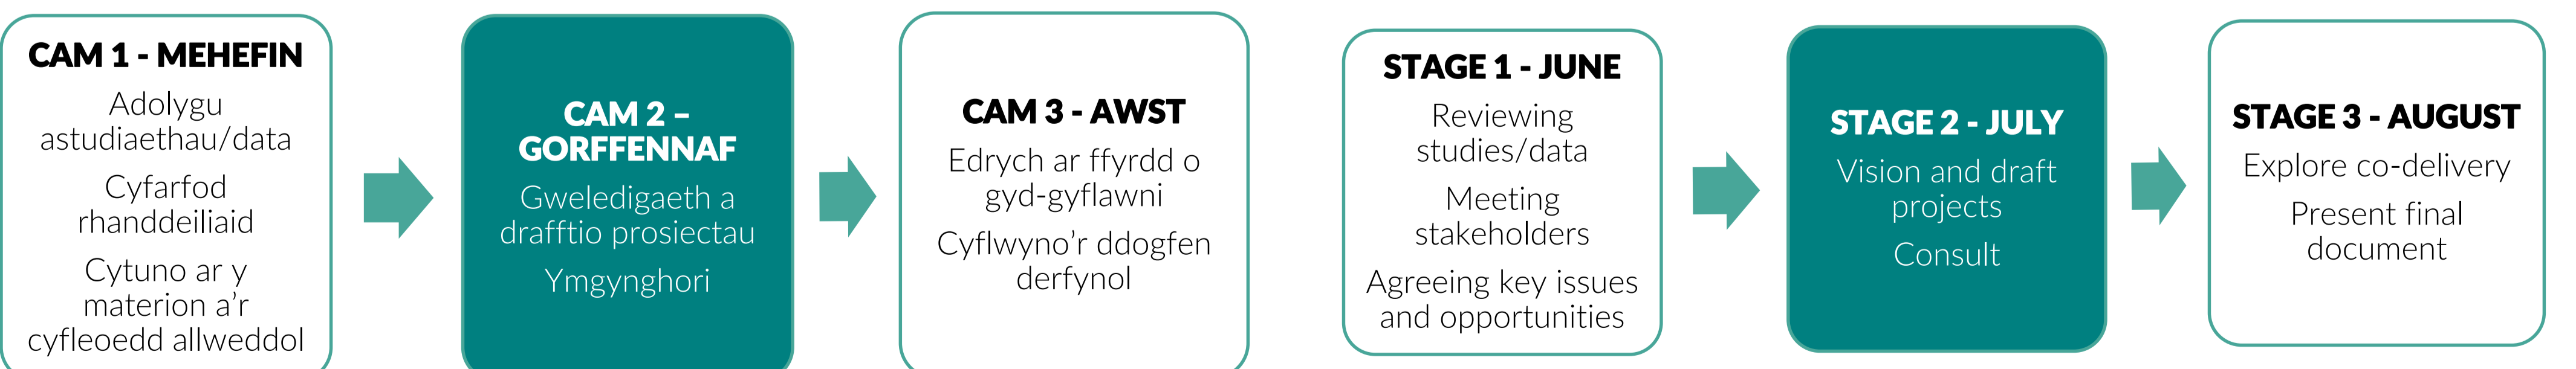 CAM 1 - MEHEFIN
Adolygu
astudiaethau/data
Cyfarfod
rhanddeiliaid
Cytuno ar y
materion a'r
cyfleoedd allweddol
CAM 2 –
GORFFENNAF
Gweledigaeth a
drafftio prosiectau
Ymgynghori
CAM 3 - AWST
Edrych ar ffyrdd o
gyd-gyflawni
Cyflwyno’r ddogfen
derfynol
STAGE 1 - JUNE
Reviewing
studies/data
Meeting
stakeholders
Agreeing key issues
and opportunities
STAGE 2 - JULY
Vision and draft
projects
Consult
STAGE 3 - AUGUST
Explore co-delivery
Present final
document